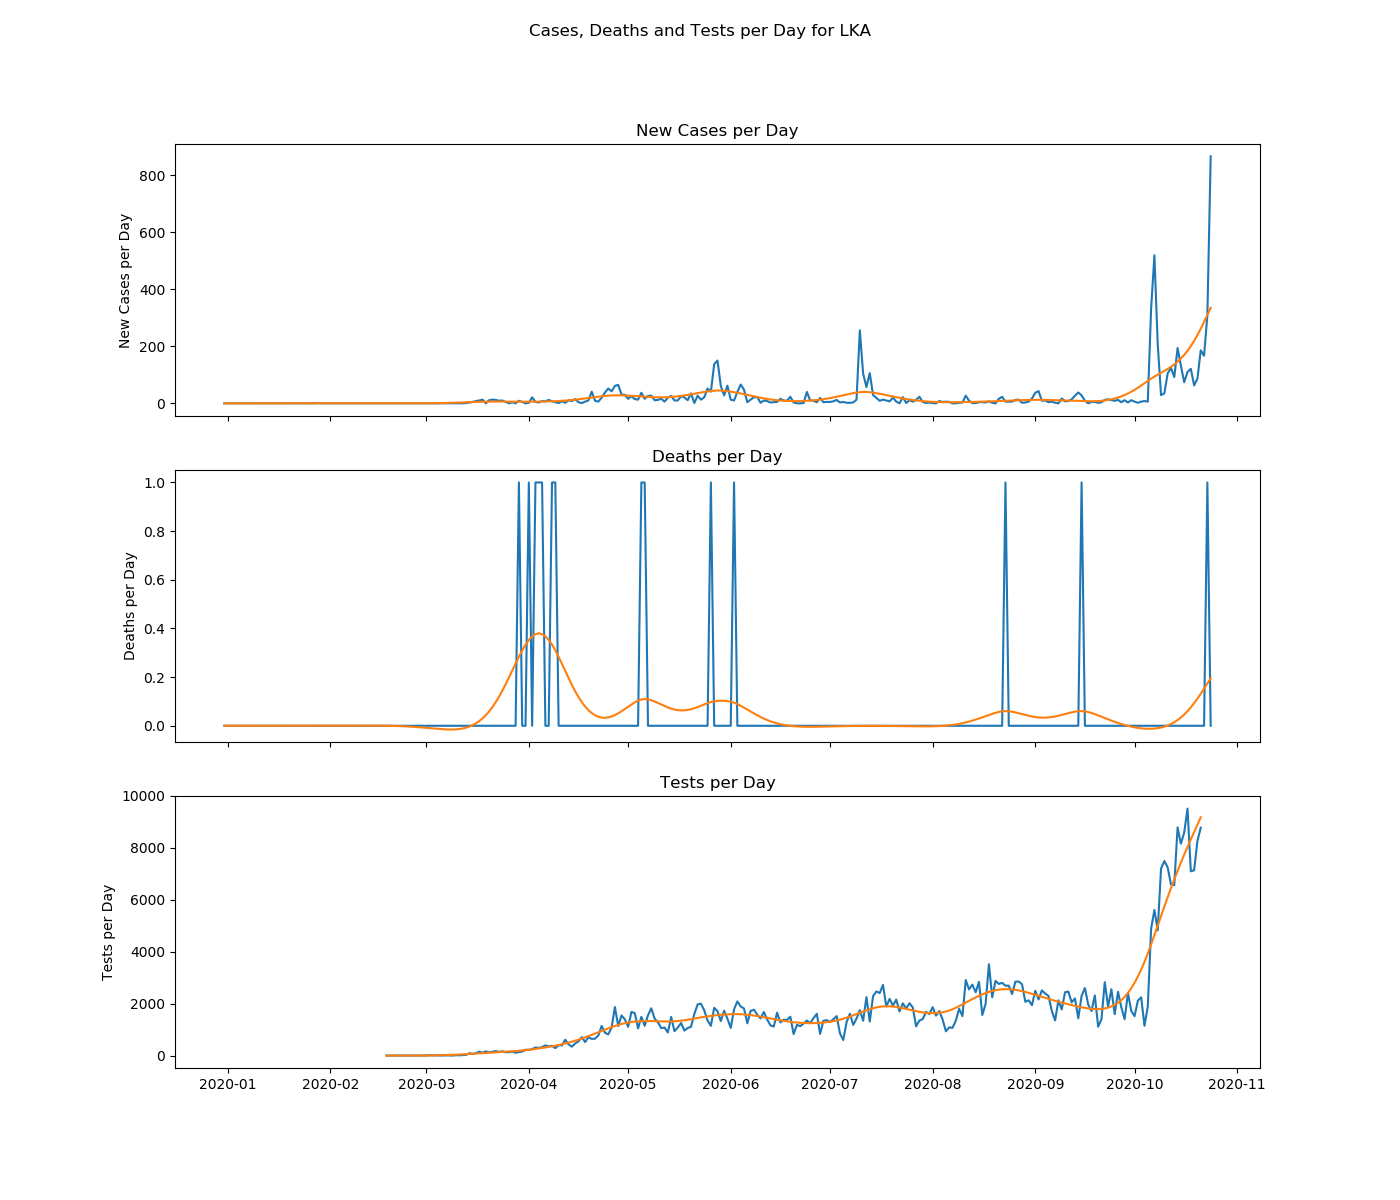 Cases, Deaths and Tests per Day for LKA
New Cases per Day
New Cases per Day
800
600
400
200
0
Deaths per Day
Deaths per Day
1.0
0.8
0.6
0.4
0.2
0.0
Tests per Day
Tests per Day
10000
8000
6000
4000
2000
0
2020-01 2020-02 2020-03 2020-04 2020-05 2020-06 2020-07 2020-08 2020-09 2020-10 2020-11